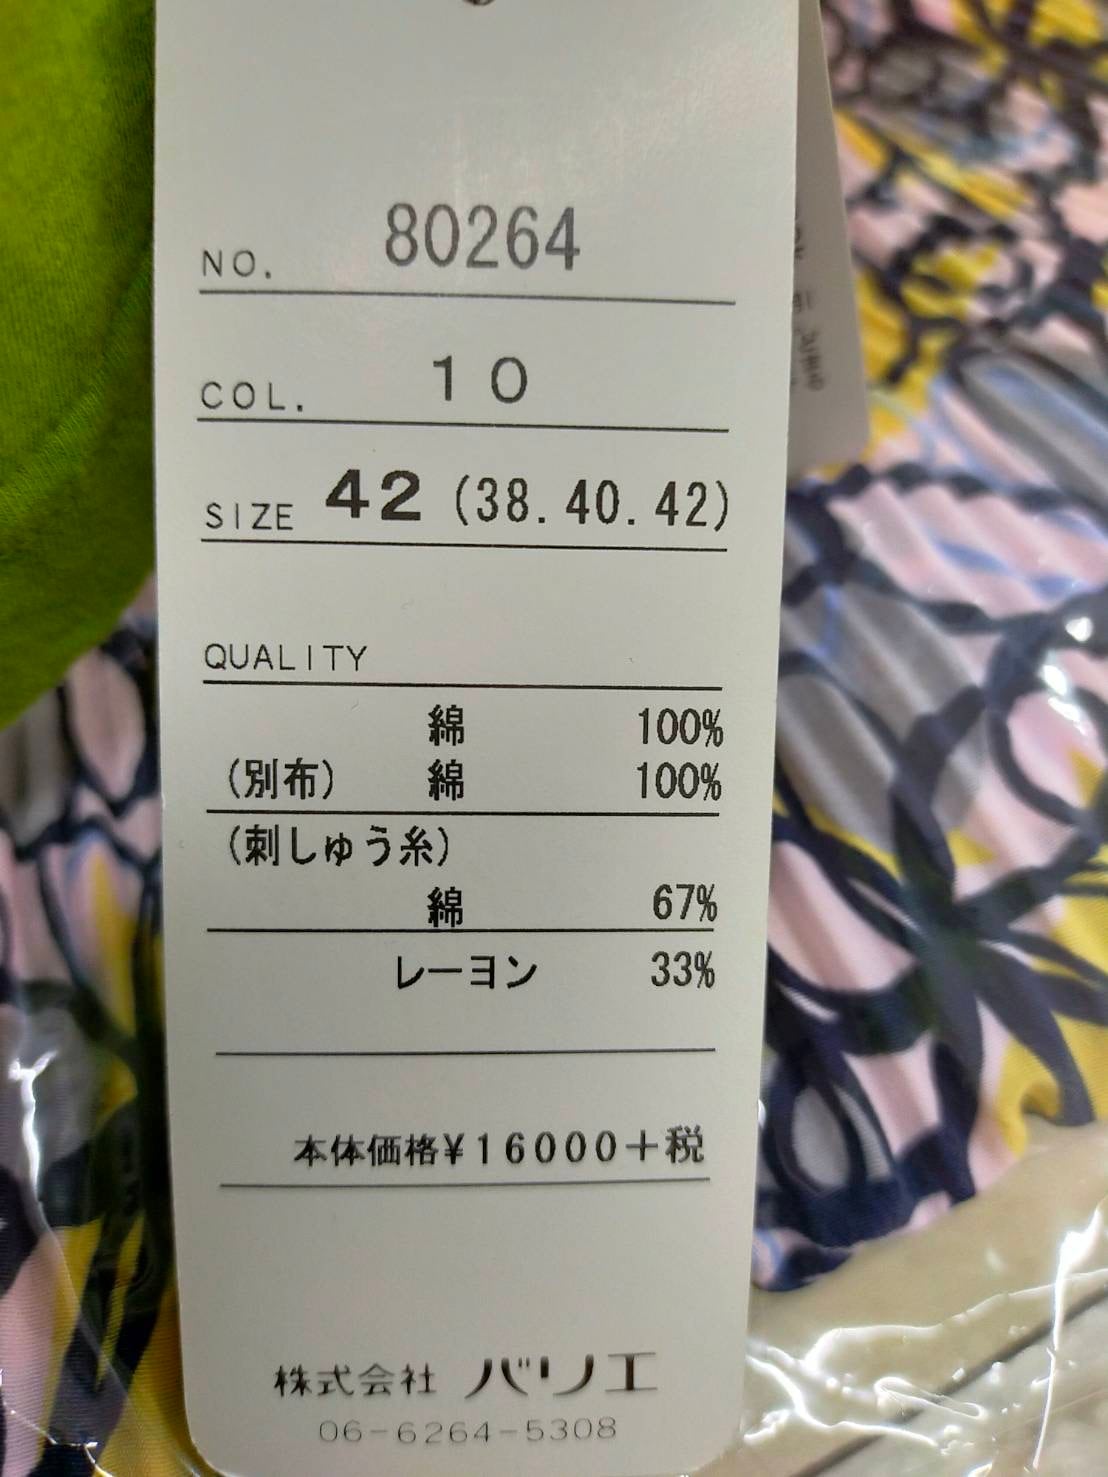 NO. 80264
COL. 10
SIZE 42 (38.40.42)
QUALITY
綿 100%
(別布) 綿 100%
(刺しゅう糸)
綿 67%
レーヨン 33%
本体価格¥16000+税
株式会社 バリエ
06-6264-5308